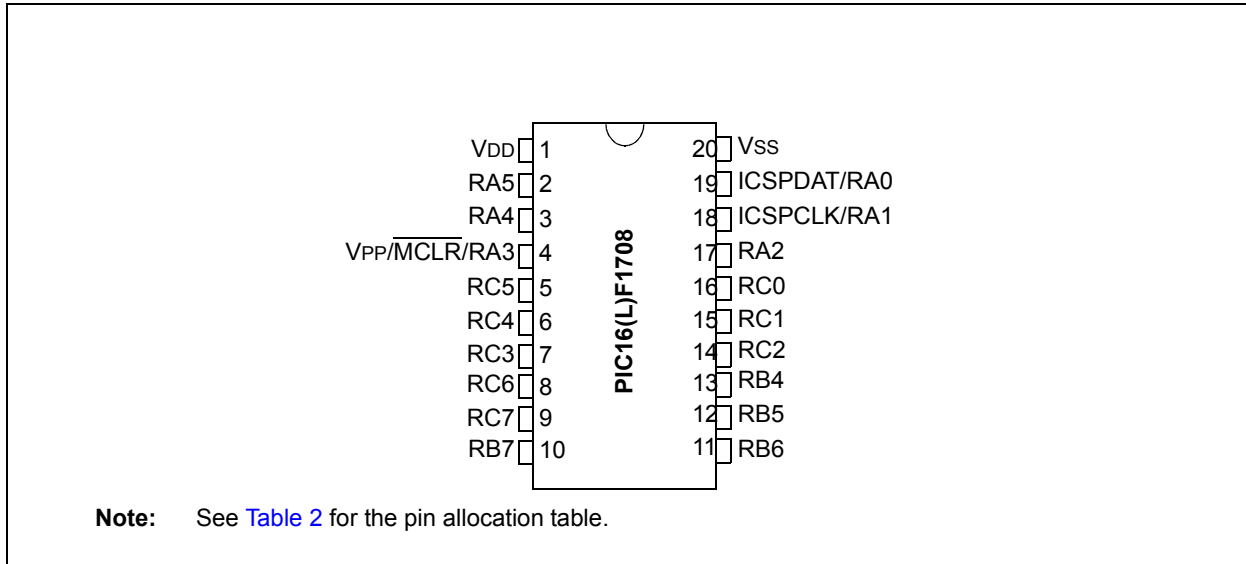 VDD 1 20 VSS
RA5 2 19 ICSPDAT/RA0
RA4 3 18 ICSPCLK/RA1
VPP/MCLR/RA3 4 17 RA2
RC5 5 16 RC0
RC4 6 15 RC1
RC3 7 14 RC2
RC6 8 13 RB4
RC7 9 12 RB5
RB7 10 11 RB6
PIC16(L)F1708
Note: See Table 2 for the pin allocation table.